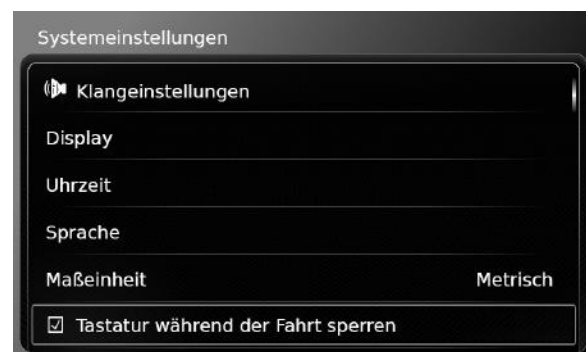 Systemeinstellungen
Klangeinstellungen
Display
Uhrzeit
Sprache
Maßeinheit Metrisch
Tastatur während der Fahrt sperren